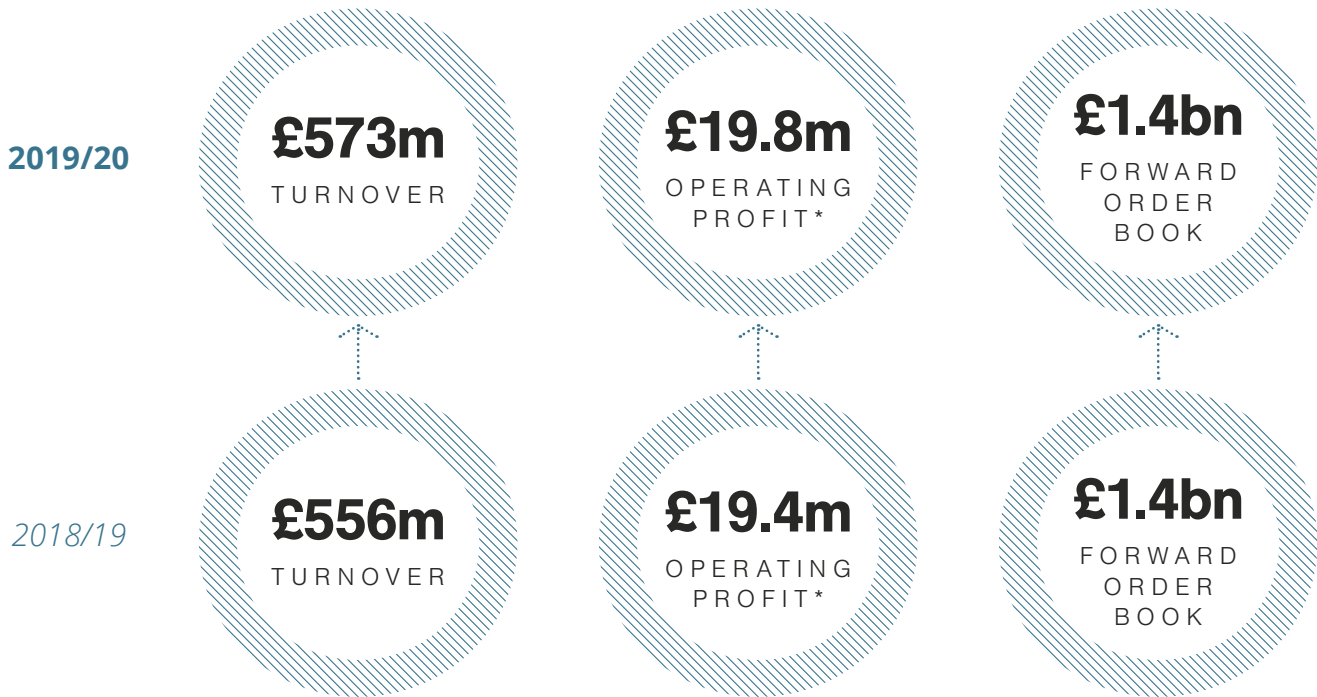 2019/20
£573m
TURNOVER
£19.8m
OPERATING
PROFIT*
£1.4bn
FORWARD
ORDER
BOOK
2018/19
£556m
TURNOVER
£19.4m
OPERATING
PROFIT*
£1.4bn
FORWARD
ORDER
BOOK